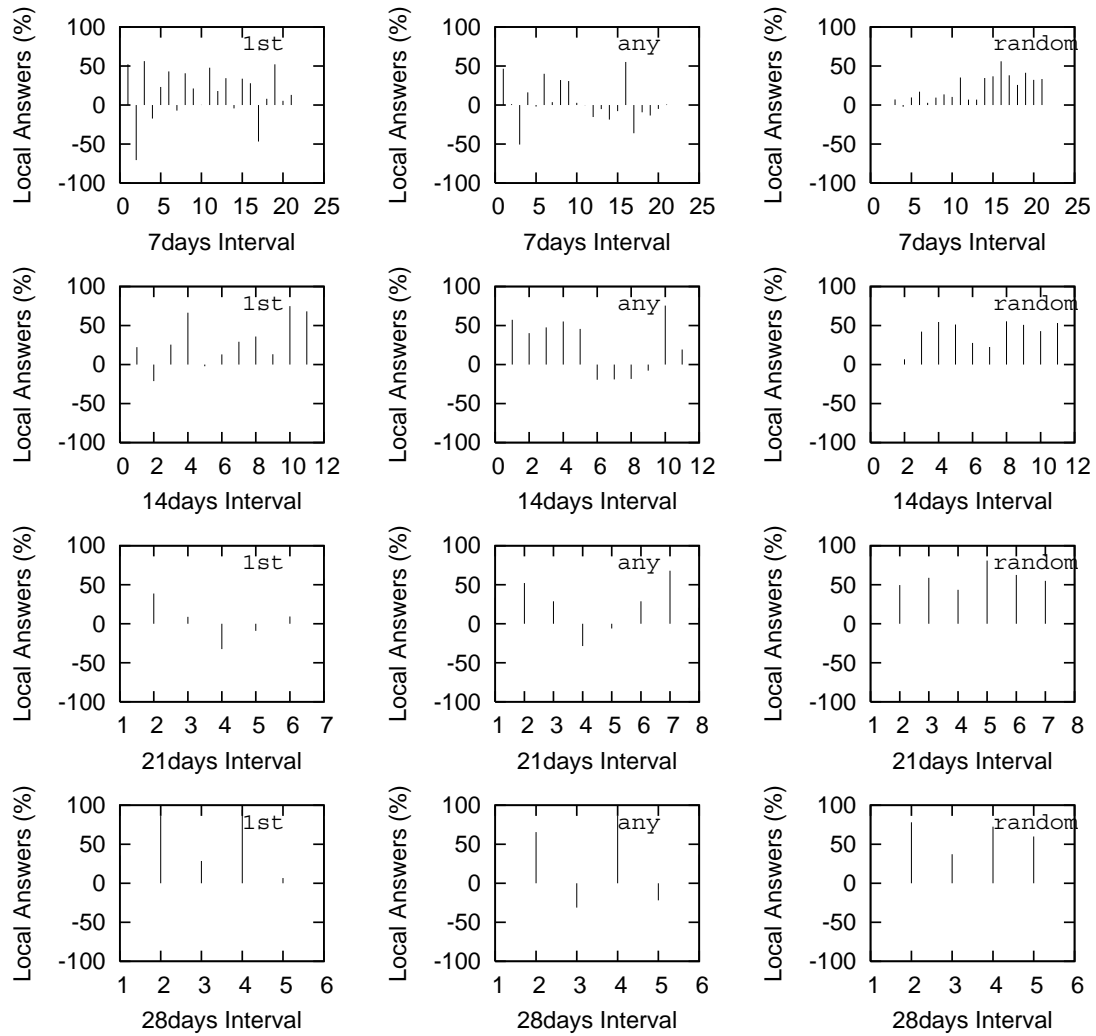 Local Answers (%)
100
50
0
-50
-100
1st
0 5 10 15 20 25
7days Interval
Local Answers (%)
100
50
0
-50
-100
any
0 5 10 15 20 25
7days Interval
Local Answers (%)
100
50
0
-50
-100
random
0 5 10 15 20 25
7days Interval
Local Answers (%)
100
50
0
-50
-100
1st
0 2 4 6 8 10 12
14days Interval
Local Answers (%)
100
50
0
-50
-100
any
0 2 4 6 8 10 12
14days Interval
Local Answers (%)
100
50
0
-50
-100
random
0 2 4 6 8 10 12
14days Interval
Local Answers (%)
100
50
0
-50
-100
1st
1 2 3 4 5 6 7
21days Interval
Local Answers (%)
100
50
0
-50
-100
any
1 2 3 4 5 6 7 8
21days Interval
Local Answers (%)
100
50
0
-50
-100
random
1 2 3 4 5 6 7 8
21days Interval
Local Answers (%)
100
50
0
-50
-100
1st
1 2 3 4 5 6
28days Interval
Local Answers (%)
100
50
0
-50
-100
any
1 2 3 4 5 6
28days Interval
Local Answers (%)
100
50
0
-50
-100
random
1 2 3 4 5 6
28days Interval